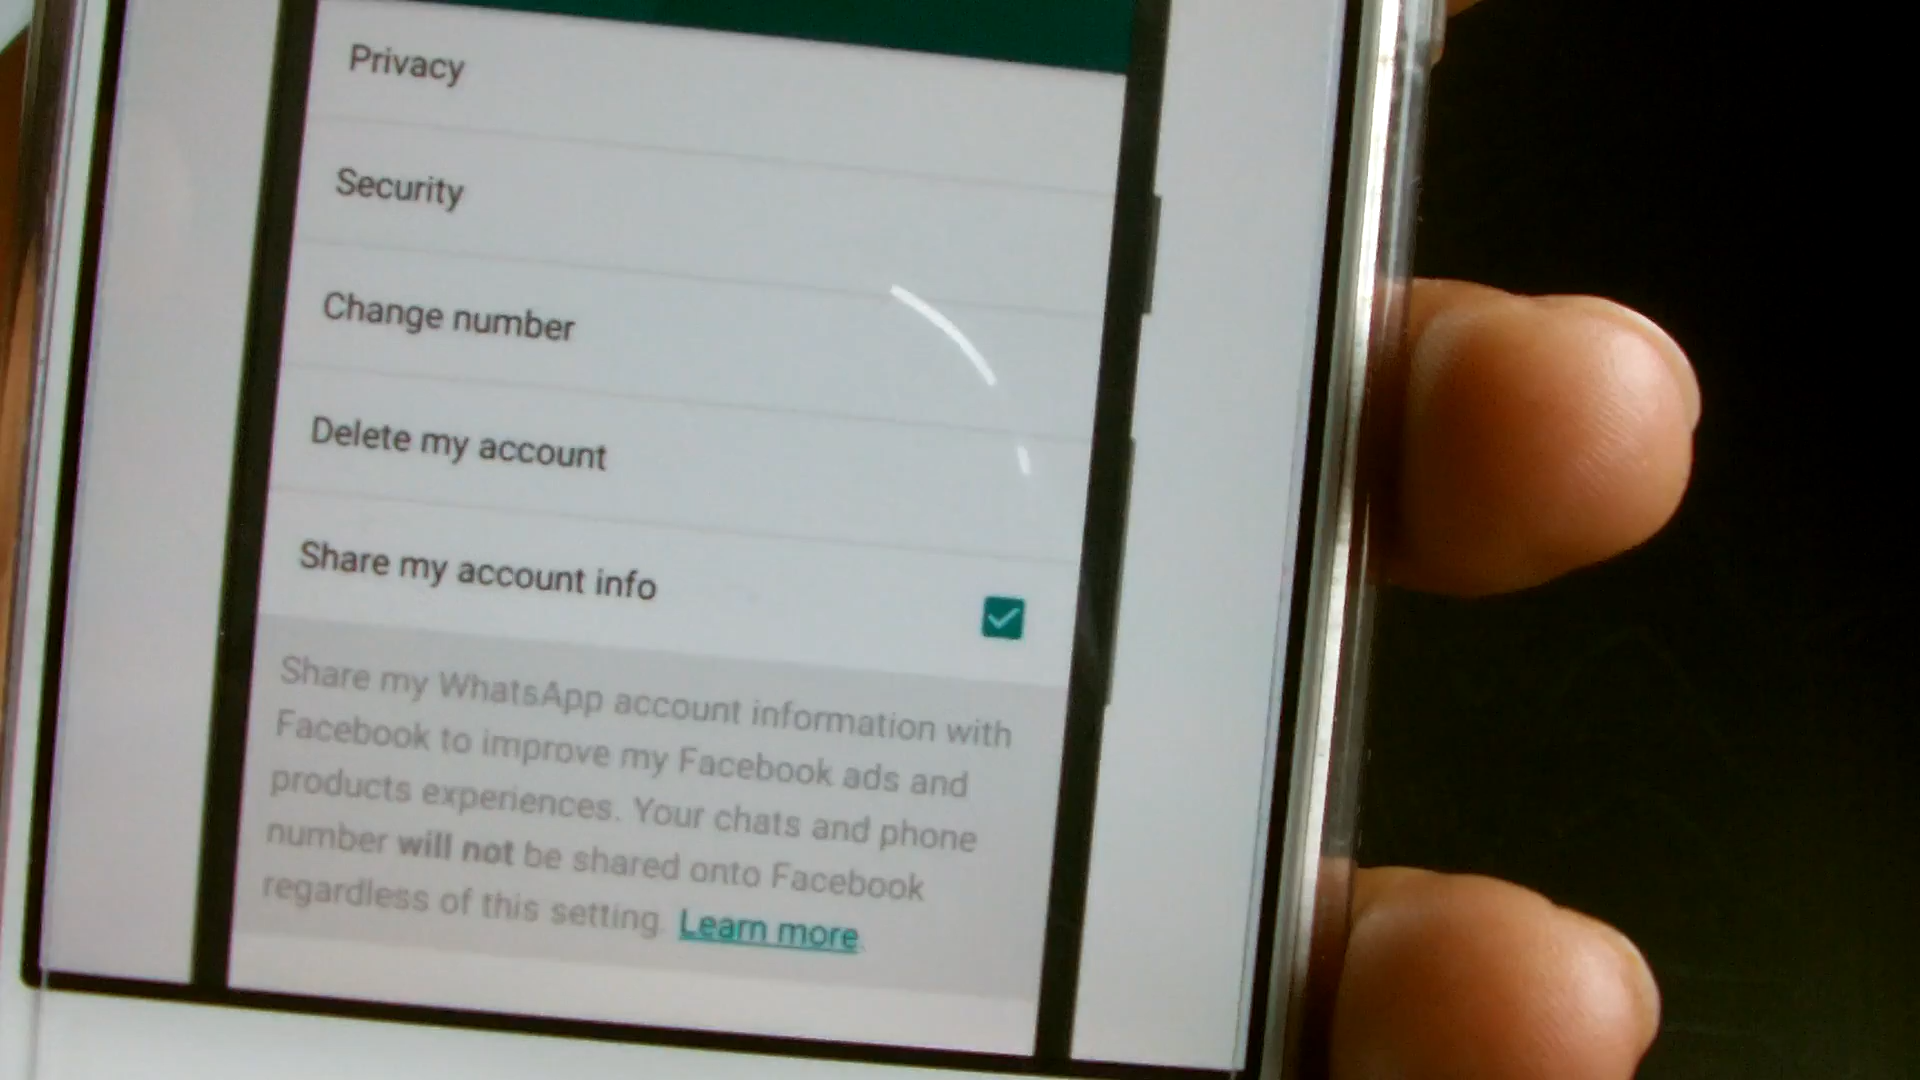 Privacy
Security
Change number
Delete my account
Share my account info
Share my WhatsApp account information with
Facebook to improve my Facebook ads and
products experiences. Your chats and phone
number will not be shared onto Facebook
regardless of this setting. Learn more.